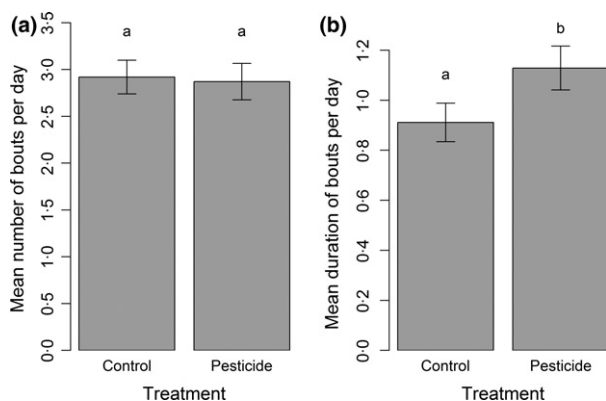 (a)
Mean number of bouts per day
3·5
3·0
2·5
2·0
1·5
1·0
0·5
0·0
a
a
Control
Pesticide
Treatment
(b)
Mean duration of bouts per day
1·2
1·0
0·8
0·6
0·4
0·2
0·0
a
b
Control
Pesticide
Treatment